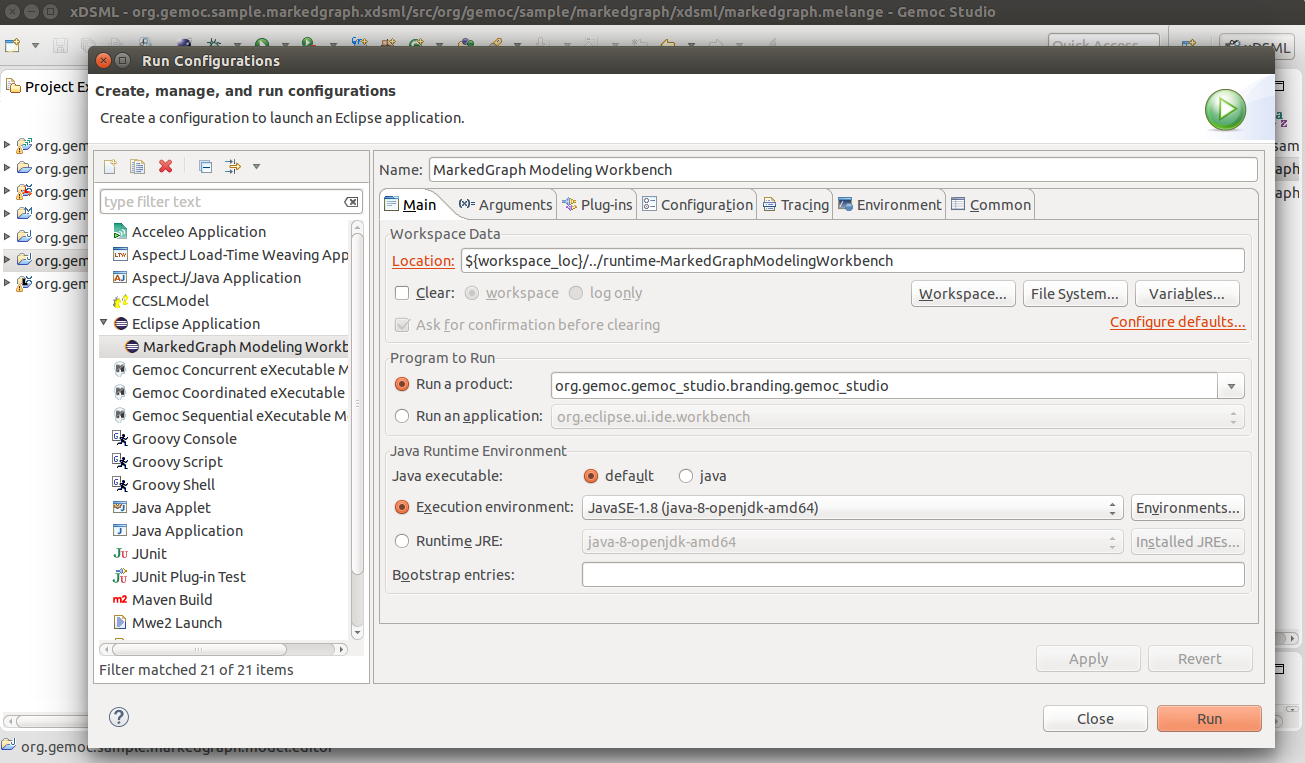 xDSML - org.gemoc.sample.markedgraph.xdsml/src/org/gemoc/sample/markedgraph/xdsml/markedgraph.melange - Gemoc Studio
Quick Access
Run Configurations
Project Ex
Create, manage, and run configurations
Create a configuration to launch an Eclipse application.
org.gem
org.gem
org.gem
org.gem
org.gem
org.gem
org.gem
type filter text
Acceleo Application
AspectJ Load-Time Weaving App
AspectJ/Java Application
CCSLModel
Eclipse Application
MarkedGraph Modeling Workb
Gemoc Concurrent eXecutable M
Gemoc Coordinated eXecutable
Gemoc Sequential eXecutable M
Groovy Console
Groovy Script
Groovy Shell
Java Applet
Java Application
JUnit
JUnit Plug-in Test
Maven Build
Mwe2 Launch
Filter matched 21 of 21 items
Name: MarkedGraph Modeling Workbench
Main Arguments Plug-ins Configuration Tracing Environment Common
Workspace Data
Location: ${workspace_loc}/../runtime-MarkedGraphModelingWorkbench
Clear: workspace log only Workspace... File System... Variables...
Ask for confirmation before clearing Configure defaults...
Program to Run
Run a product: org.gemoc.gemoc_studio.branding.gemoc_studio
Run an application: org.eclipse.ui.ide.workbench
Java Runtime Environment
Java executable: default java
Execution environment: JavaSE-1.8 (java-8-openjdk-amd64) Environments...
Runtime JRE: java-8-openjdk-amd64 Installed JREs...
Bootstrap entries:
Apply Revert
Close Run
org.gemoc.sample.markedgraph.model.editor